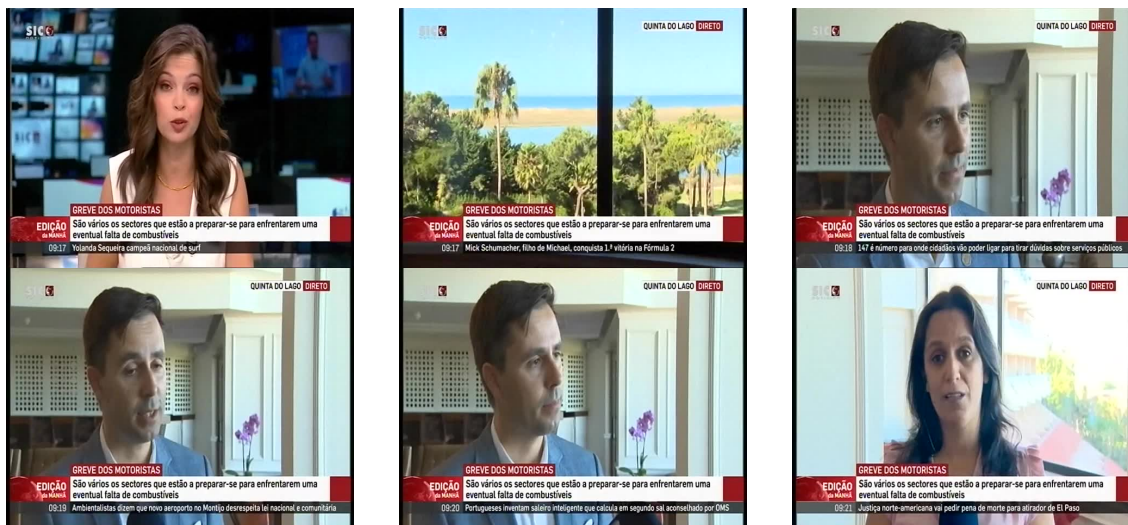 SIC
GREVE DOS MOTORISTAS
EDIÇÃO da MANHÃ
São vários os sectores que estão a preparar-se para enfrentarem uma
eventual falta de combustíveis
09:17 Yolanda Sequeira campeã nacional de surf
SIC
QUINTA DO LAGO DIRETO
GREVE DOS MOTORISTAS
EDIÇÃO da MANHÃ
São vários os sectores que estão a preparar-se para enfrentarem uma
eventual falta de combustíveis
09:17 Mick Schumacher, filho de Michael, conquista 1.ª vitória na Fórmula 2
SIC
QUINTA DO LAGO DIRETO
GREVE DOS MOTORISTAS
EDIÇÃO da MANHÃ
São vários os sectores que estão a preparar-se para enfrentarem uma
eventual falta de combustíveis
09:18 147 é número para onde cidadãos vão poder ligar para tirar dúvidas sobre serviços públicos
SIC
QUINTA DO LAGO DIRETO
GREVE DOS MOTORISTAS
EDIÇÃO da MANHÃ
São vários os sectores que estão a preparar-se para enfrentarem uma
eventual falta de combustíveis
09:19 Ambientalistas dizem que novo aeroporto no Montijo desrespeita lei nacional e comunitária
QUINTA DO LAGO DIRETO
GREVE DOS MOTORISTAS
EDIÇÃO da MANHÃ
São vários os sectores que estão a preparar-se para enfrentarem uma
eventual falta de combustíveis
09:20 Portugueses inventam saleiro inteligente que calcula em segundo sal aconselhado por OMS
SIC
QUINTA DO LAGO DIRETO
GREVE DOS MOTORISTAS
EDIÇÃO da MANHÃ
São vários os sectores que estão a preparar-se para enfrentarem uma
eventual falta de combustíveis
09:21 Justiça norte-americana vai pedir pena de morte para atirador de El Paso